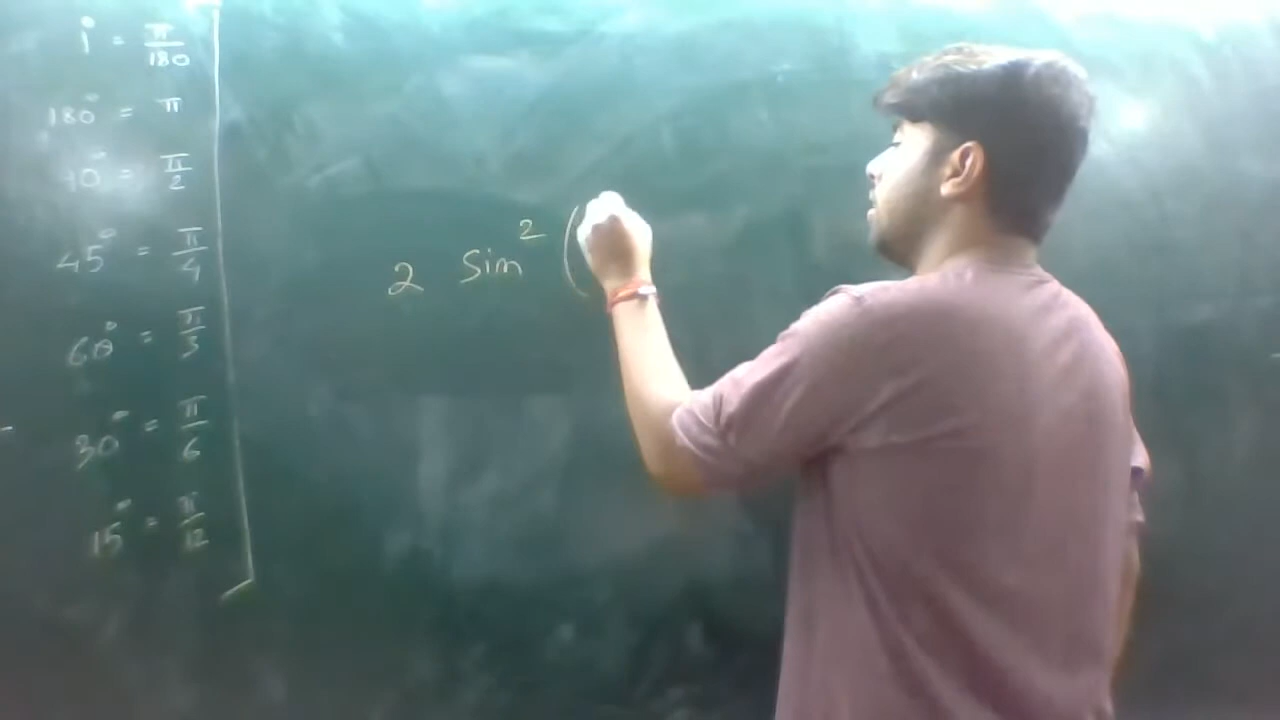 1° = π/180
180° = π
90° = π/2
45° = π/4
60° = π/3
30° = π/6
15° = π/12
2 Sin² (